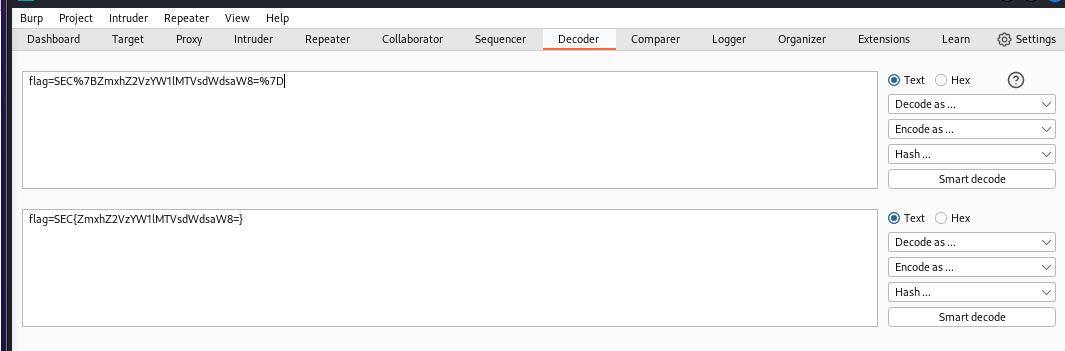 Burp Project Intruder Repeater View Help
Dashboard Target Proxy Intruder Repeater Collaborator Sequencer Decoder Comparer Logger Organizer Extensions Learn Settings
flag=SEC%7BZmxhZ2VzYW1lMTVsdWdsaW8=%7D
Text Hex ?
Decode as ...
Encode as ...
Hash ...
Smart decode
flag=SEC{ZmxhZ2VzYW1lMTVsdWdsaW8=}
Text Hex
Decode as ...
Encode as ...
Hash ...
Smart decode